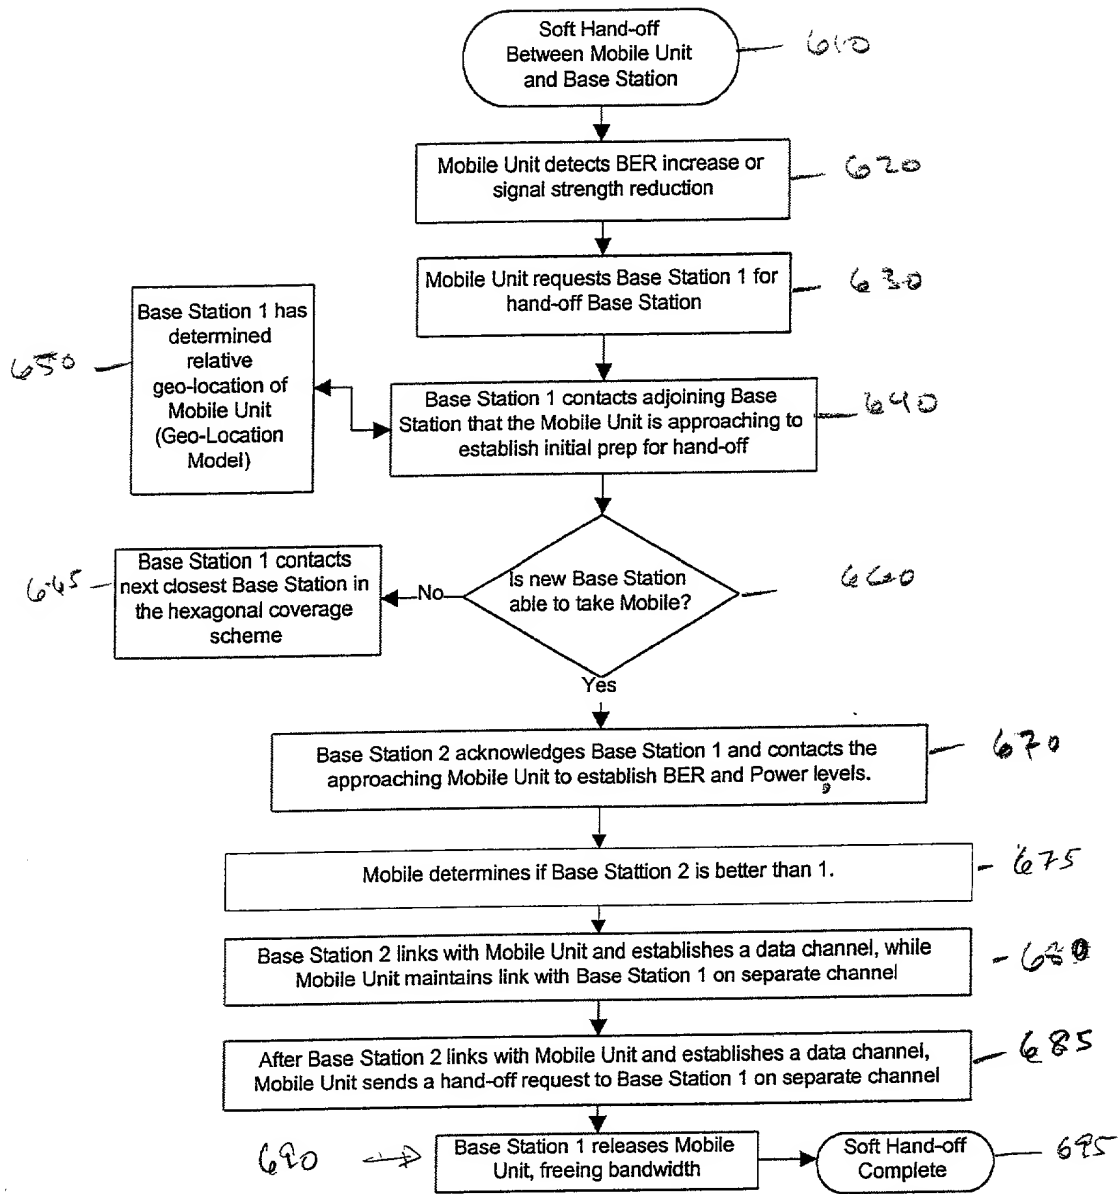 Soft Hand-off
Between Mobile Unit
and Base Station
610
Mobile Unit detects BER increase or
signal strength reduction
620
Mobile Unit requests Base Station 1 for
hand-off Base Station
630
Base Station 1 has
determined
relative
geo-location of
Mobile Unit
(Geo-Location
Model)
650
Base Station 1 contacts adjoining Base
Station that the Mobile Unit is approaching to
establish initial prep for hand-off
640
Is new Base Station
able to take Mobile?
660
No
Base Station 1 contacts
next closest Base Station in
the hexagonal coverage
scheme
665
Yes
Base Station 2 acknowledges Base Station 1 and contacts the
approaching Mobile Unit to establish BER and Power levels.
670
Mobile determines if Base Stattion 2 is better than 1.
675
Base Station 2 links with Mobile Unit and establishes a data channel, while
Mobile Unit maintains link with Base Station 1 on separate channel
680
After Base Station 2 links with Mobile Unit and establishes a data channel,
Mobile Unit sends a hand-off request to Base Station 1 on separate channel
685
690
Base Station 1 releases Mobile
Unit, freeing bandwidth
Soft Hand-off
Complete
695